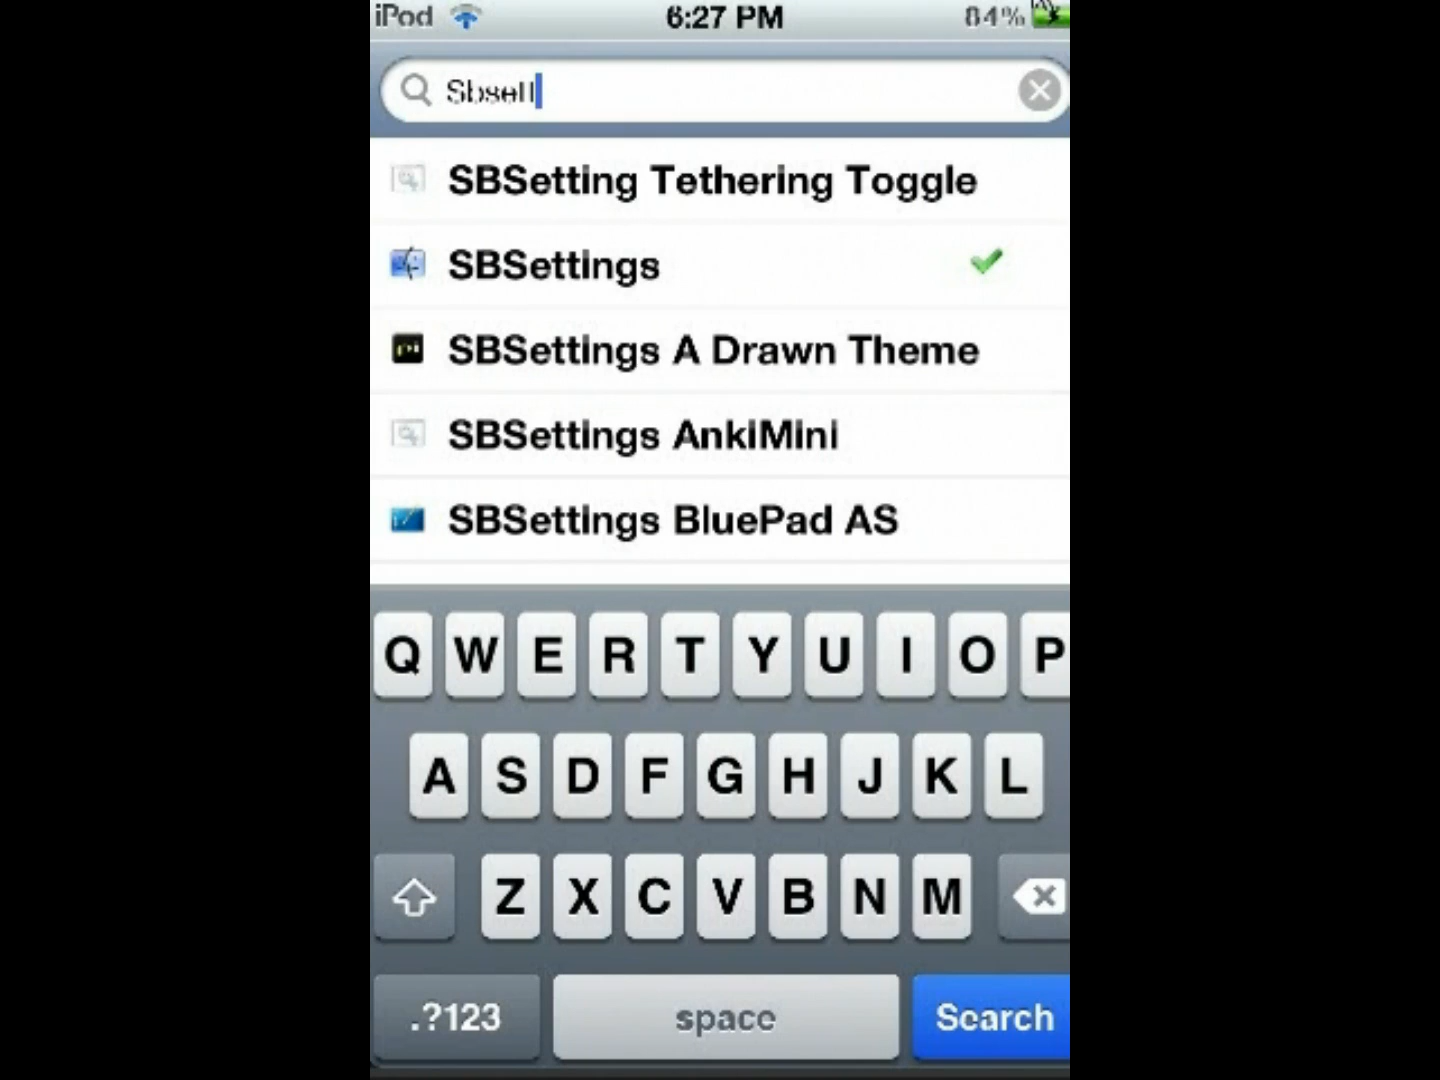 iPod 6:27 PM 84%
Sbsett
SBSetting Tethering Toggle
SBSettings
SBSettings A Drawn Theme
SBSettings AnkiMini
SBSettings BluePad AS
Q W E R T Y U I O P
A S D F G H J K L
Z X C V B N M
.?123 space Search